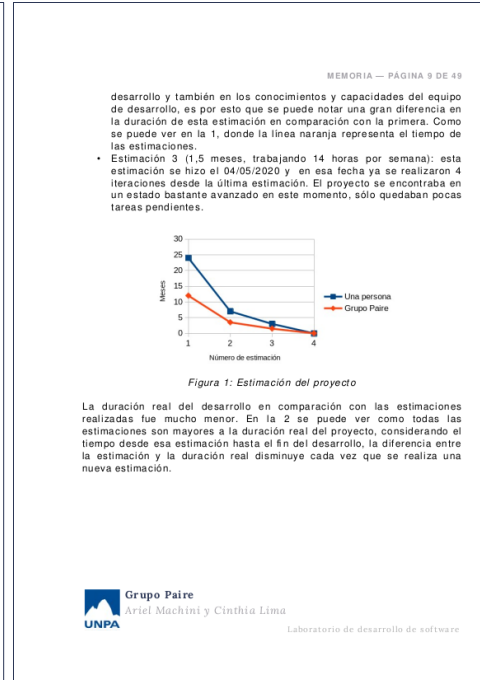 MEMORIA — PÁGINA 9 DE 49
desarrollo y también en los conocimientos y capacidades del equipo
de desarrollo, es por esto que se puede notar una gran diferencia en
la duración de esta estimación en comparación con la primera. Como
se puede ver en la 1, donde la línea naranja representa el tiempo de
las estimaciones.
• Estimación 3 (1,5 meses, trabajando 14 horas por semana): esta
estimación se hizo el 04/05/2020 y en esa fecha ya se realizaron 4
iteraciones desde la última estimación. El proyecto se encontraba en
un estado bastante avanzado en este momento, sólo quedaban pocas
tareas pendientes.
30
25
20
15
10
5
0
Meses
1 2 3 4
Número de estimación
Una persona
Grupo Paire
Figura 1: Estimación del proyecto
La duración real del desarrollo en comparación con las estimaciones
realizadas fue mucho menor. En la 2 se puede ver como todas las
estimaciones son mayores a la duración real del proyecto, considerando el
tiempo desde esa estimación hasta el fin del desarrollo, la diferencia entre
la estimación y la duración real disminuye cada vez que se realiza una
nueva estimación.
Grupo Paire
Ariel Machini y Cinthia Lima
UNPA
Laboratorio de desarrollo de software